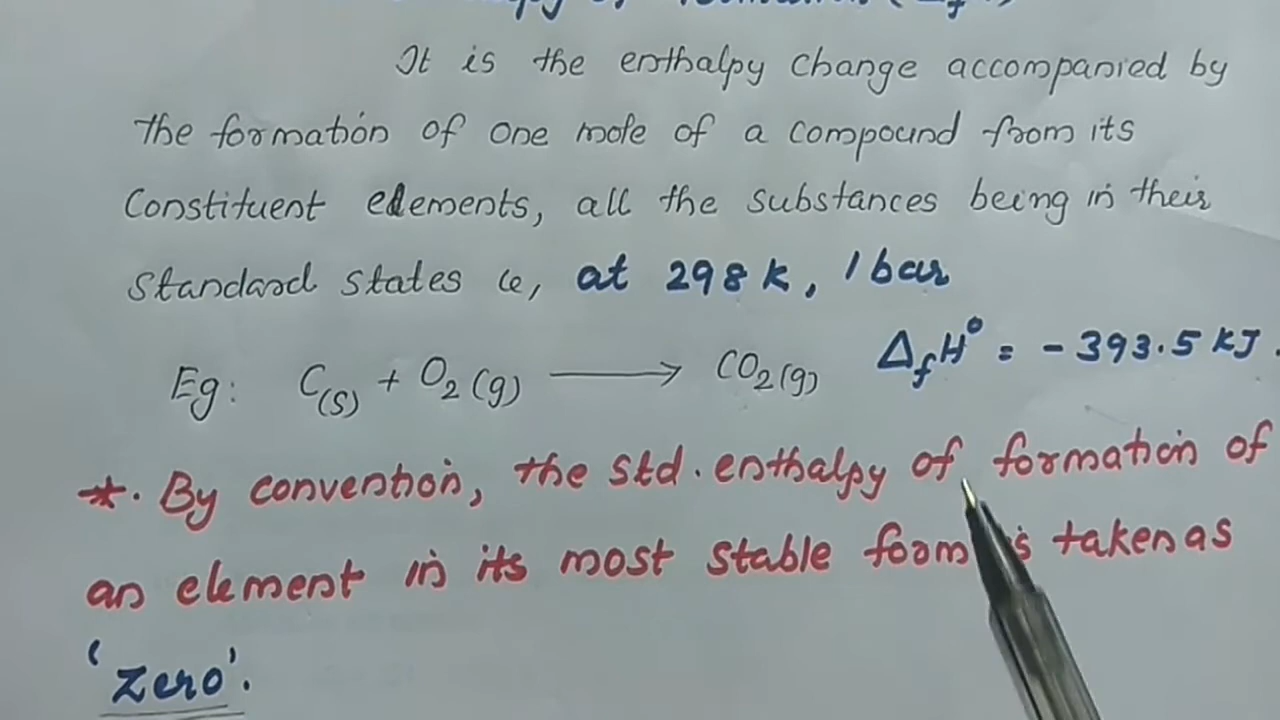 It is the enthalpy change accompanied by
the formation of one mole of a compound from its
Constituent elements, all the substances being in their
Standard states ie, at 298 K, 1 bar
Eg: C(s) + O₂(g) ⟶ CO₂(g) ΔfH° = -393.5 KJ.
*. By convention, the std. enthalpy of formation of
an element in its most stable form is taken as
'Zero'.